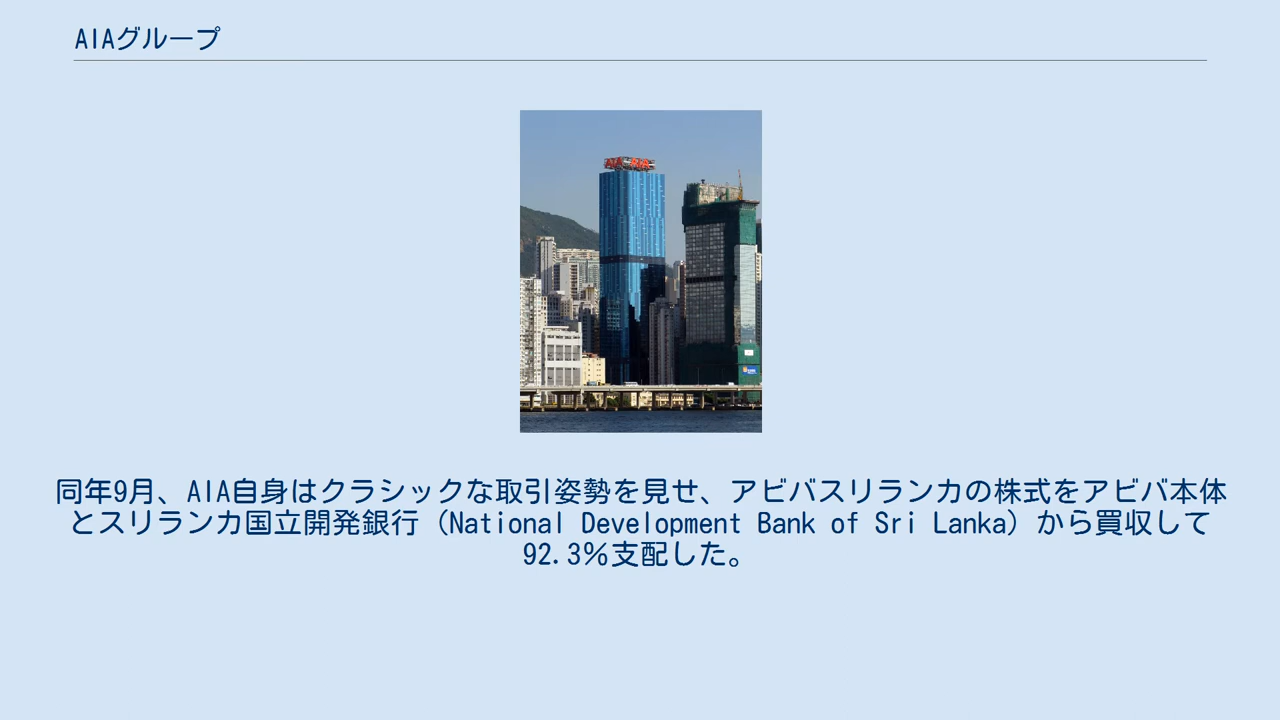 AIAグループ
AIA AIA
同年9月、AIA自身はクラシックな取引姿勢を見せ、アビバスリランカの株式をアビバ本体
とスリランカ国立開発銀行（National Development Bank of Sri Lanka）から買収して
92.3％支配した。